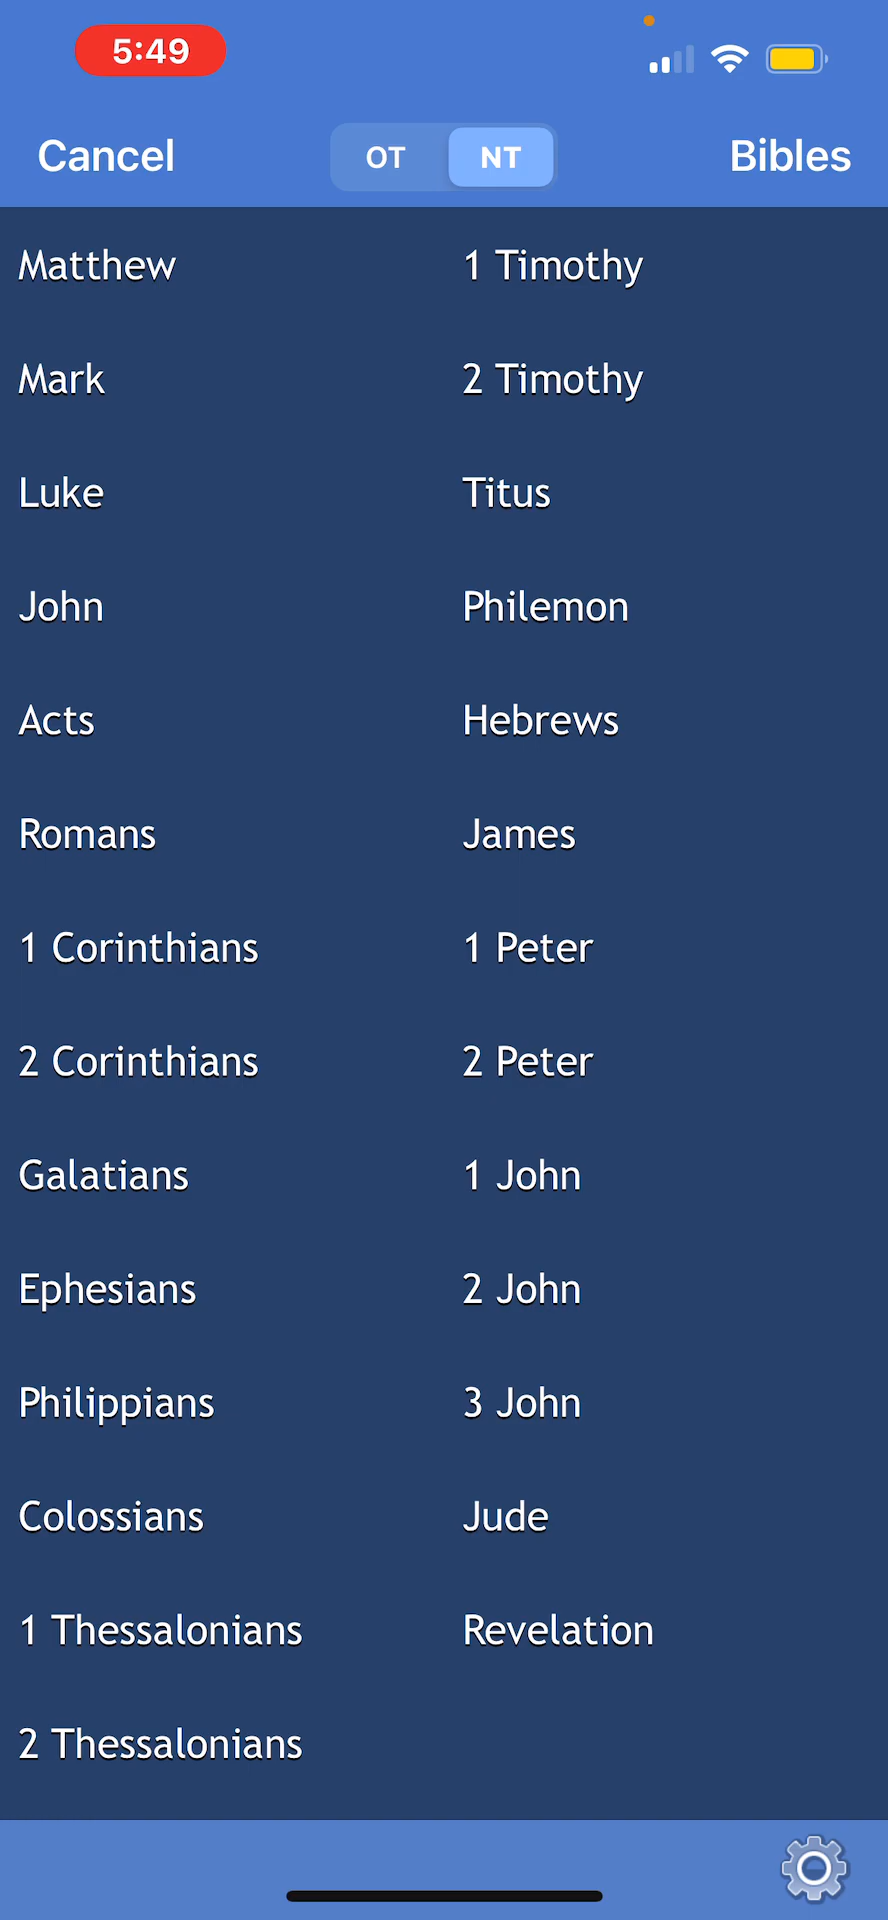 5:49
Cancel
OT
NT
Bibles
Matthew
Mark
Luke
John
Acts
Romans
1 Corinthians
2 Corinthians
Galatians
Ephesians
Philippians
Colossians
1 Thessalonians
2 Thessalonians
1 Timothy
2 Timothy
Titus
Philemon
Hebrews
James
1 Peter
2 Peter
1 John
2 John
3 John
Jude
Revelation